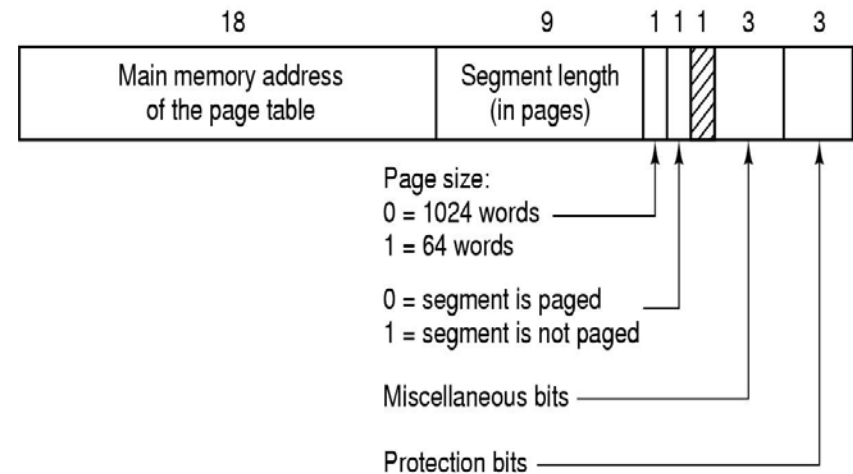 18 9 1 1 1 3 3
Main memory address
of the page table
Segment length
(in pages)
Page size:
0 = 1024 words
1 = 64 words
0 = segment is paged
1 = segment is not paged
Miscellaneous bits
Protection bits